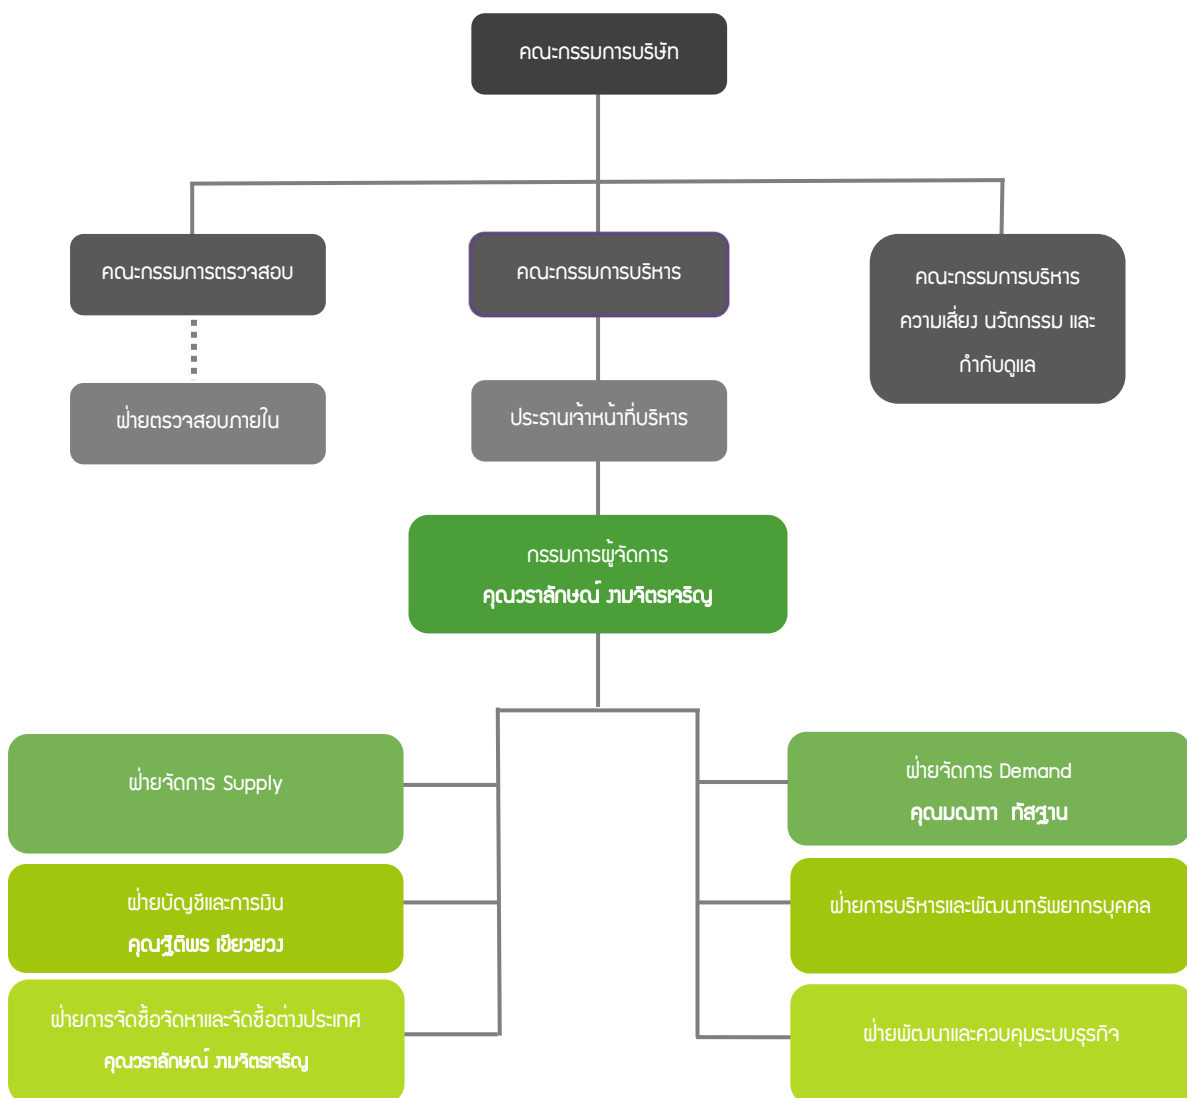 คณะกรรมการบริษัท
คณะกรรมการตรวจสอบ
คณะกรรมการบริหาร
คณะกรรมการบริหาร
ความเสี่ยง นวัตกรรม และ
กำกับดูแล
ฝ่ายตรวจสอบภายใน
ประธานเจ้าหน้าที่บริหาร
กรรมการผู้จัดการ
คุณวราลักษณ์ งามจิตรเจริญ
ฝ่ายจัดการ Supply
ฝ่ายจัดการ Demand
คุณมณฑา ทัสฐาน
ฝ่ายบัญชีและการเงิน
คุณฐิติพร เขียวยวง
ฝ่ายการบริหารและพัฒนาทรัพยากรบุคคล
ฝ่ายการจัดซื้อจัดหาและจัดซื้อต่างประเทศ
คุณวราลักษณ์ งามจิตรเจริญ
ฝ่ายพัฒนาและควบคุมระบบธุรกิจ